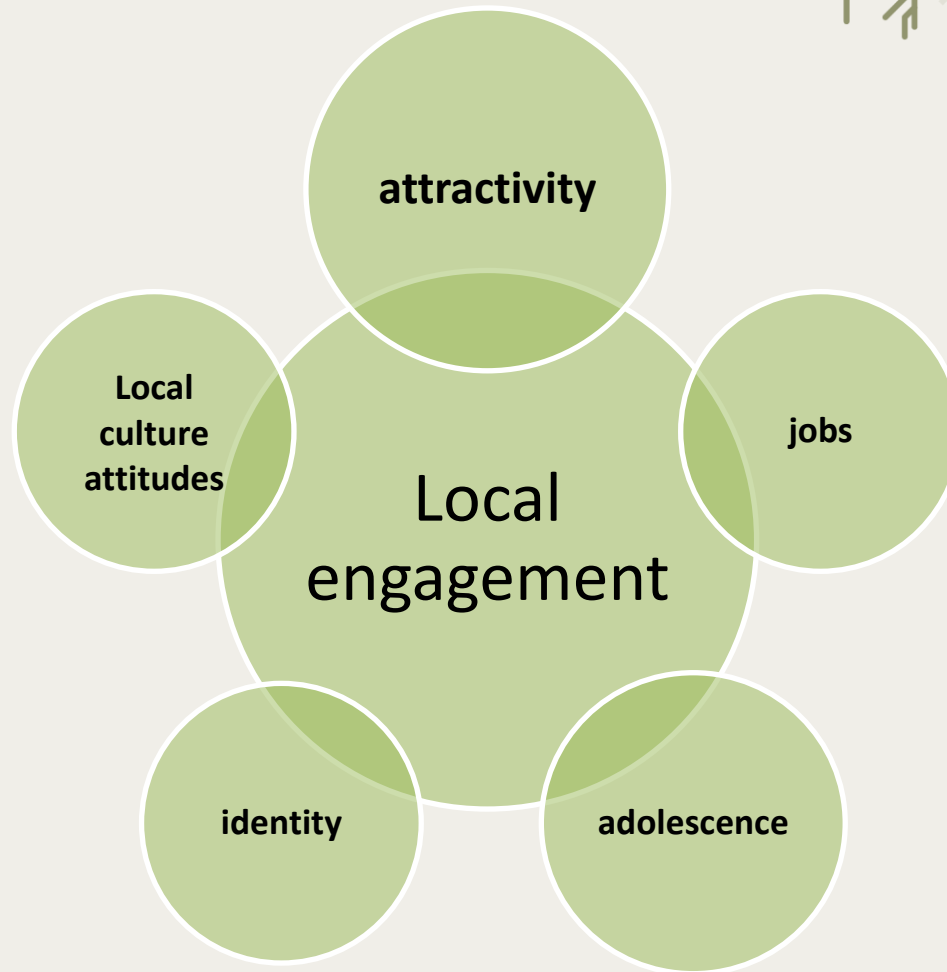 attractivity
Local
culture
attitudes
jobs
Local
engagement
identity
adolescence